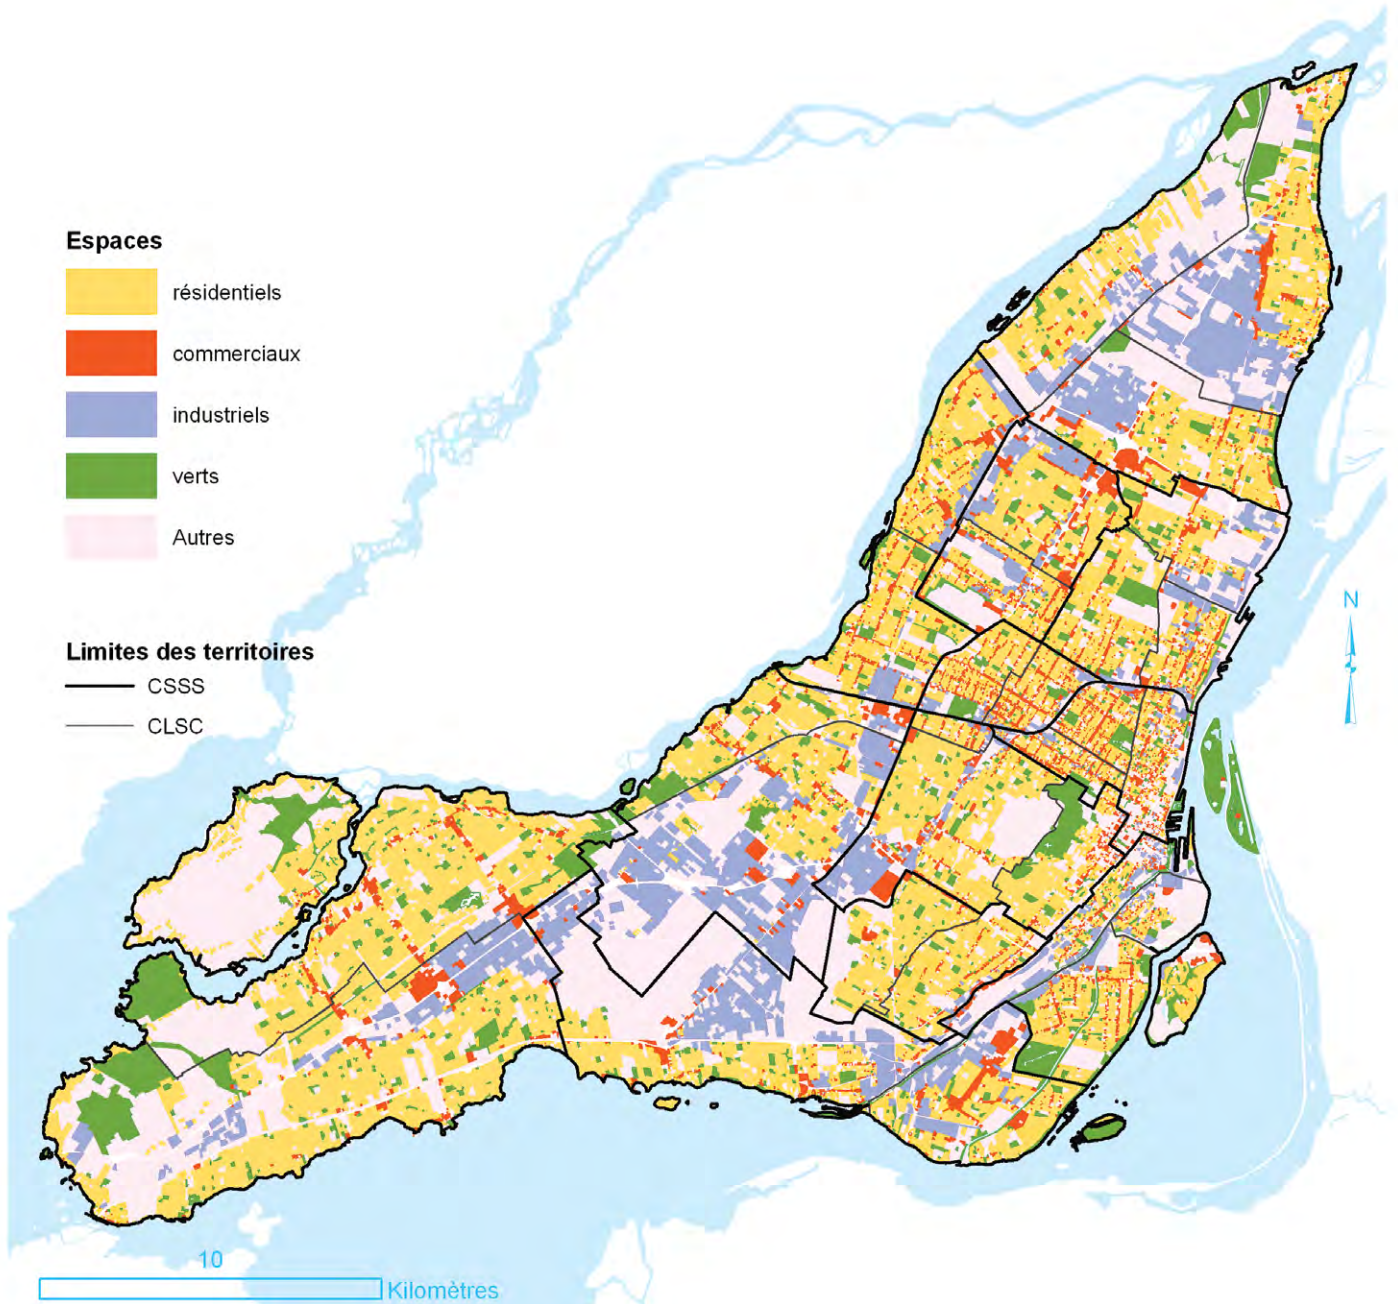 Espaces
résidentiels
commerciaux
industriels
verts
Autres
Limites des territoires
CSSS
CLSC
N
10
Kilomètres